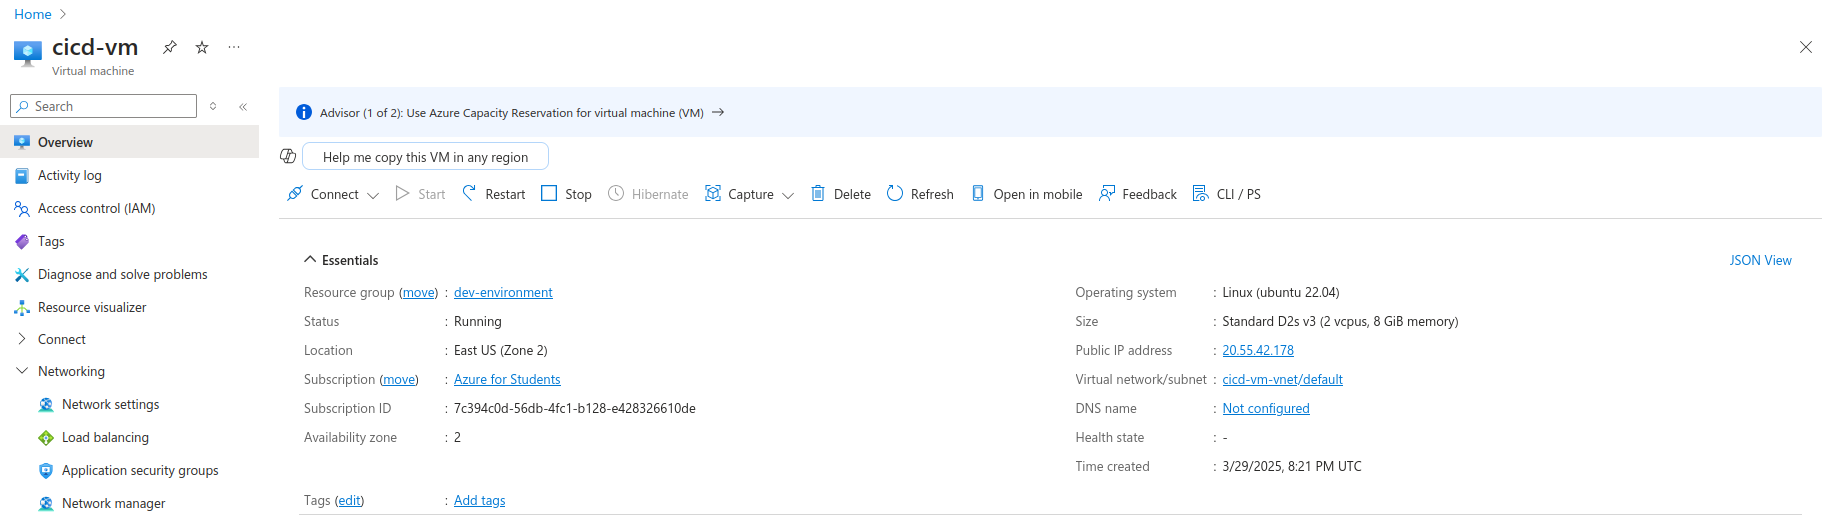 Home
cicd-vm
Virtual machine
Search
Overview
Activity log
Access control (IAM)
Tags
Diagnose and solve problems
Resource visualizer
Connect
Networking
Network settings
Load balancing
Application security groups
Network manager
Advisor (1 of 2): Use Azure Capacity Reservation for virtual machine (VM) →
Help me copy this VM in any region
Connect Start Restart Stop Hibernate Capture Delete Refresh Open in mobile Feedback CLI / PS
Essentials
JSON View
Resource group (move) : dev-environment
Status : Running
Location : East US (Zone 2)
Subscription (move) : Azure for Students
Subscription ID : 7c394c0d-56db-4fc1-b128-e428326610de
Availability zone : 2
Operating system : Linux (ubuntu 22.04)
Size : Standard D2s v3 (2 vcpus, 8 GiB memory)
Public IP address : 20.55.42.178
Virtual network/subnet : cicd-vm-vnet/default
DNS name : Not configured
Health state : -
Time created : 3/29/2025, 8:21 PM UTC
Tags (edit) : Add tags